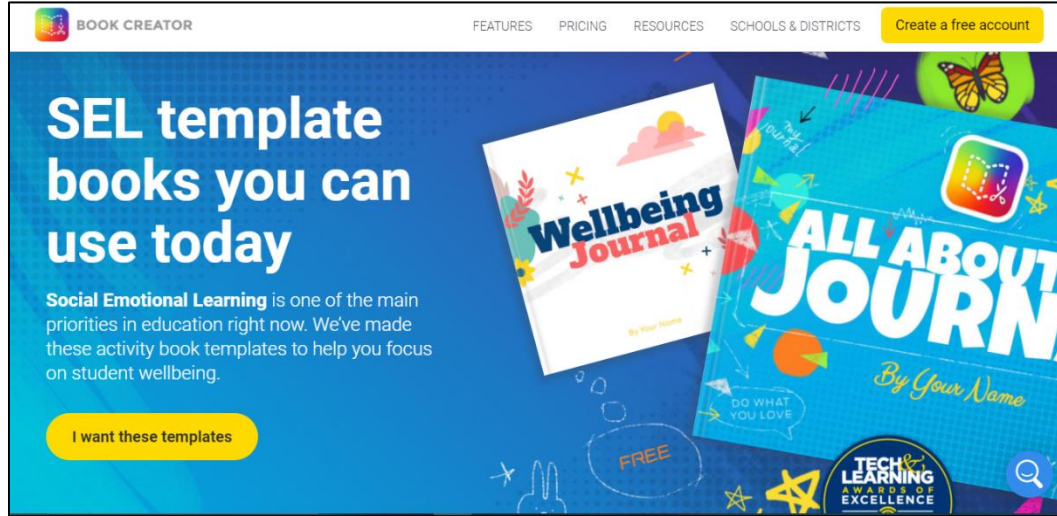 BOOK CREATOR
FEATURES PRICING RESOURCES SCHOOLS & DISTRICTS Create a free account
SEL template
books you can
use today
Social Emotional Learning is one of the main
priorities in education right now. We've made
these activity book templates to help you focus
on student wellbeing.
I want these templates
Wellbeing
Journal
By Your Name
my
journal
ALL ABOUT
JOURN
By Your Name
DO WHAT
YOU LOVE
FREE
TECH &
LEARNING
AWARDS OF
EXCELLENCE